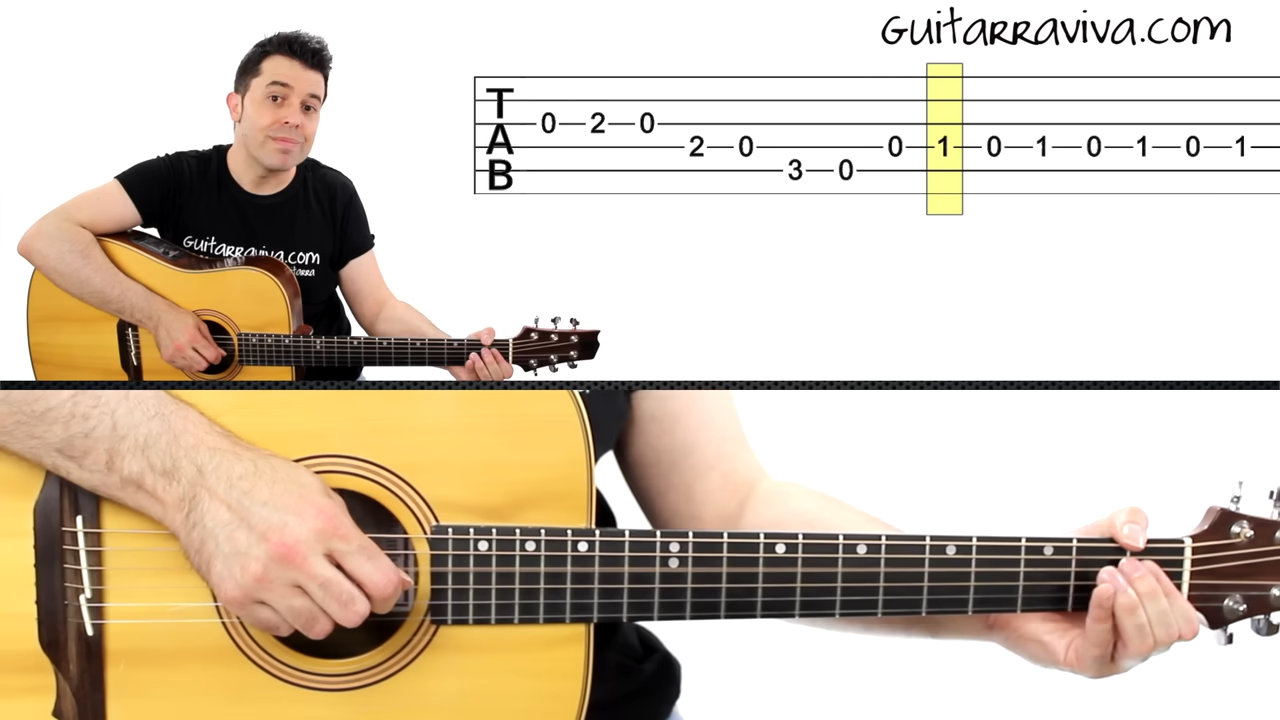 Guitarraviva.com
T
A
B
0 2 0
2 0 0 1 0 1 0 1 0 1
3 0
Guitarraviva.com